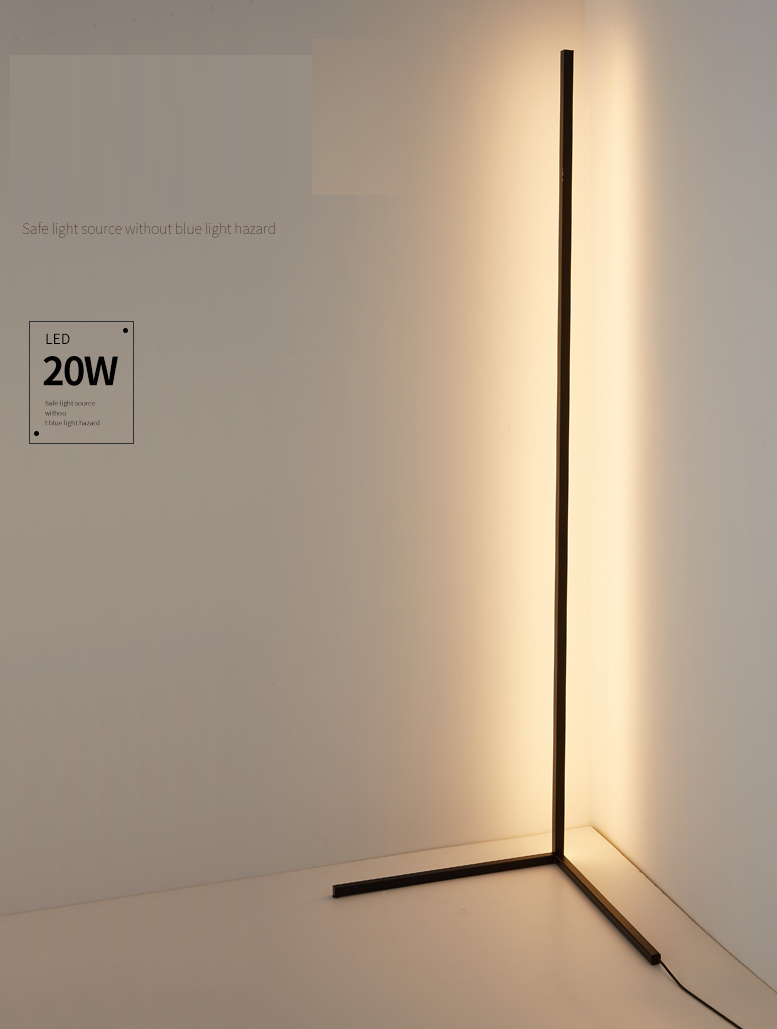 Safe light source without blue light hazard
LED
20W
Safe light source
withou
t blue light hazard